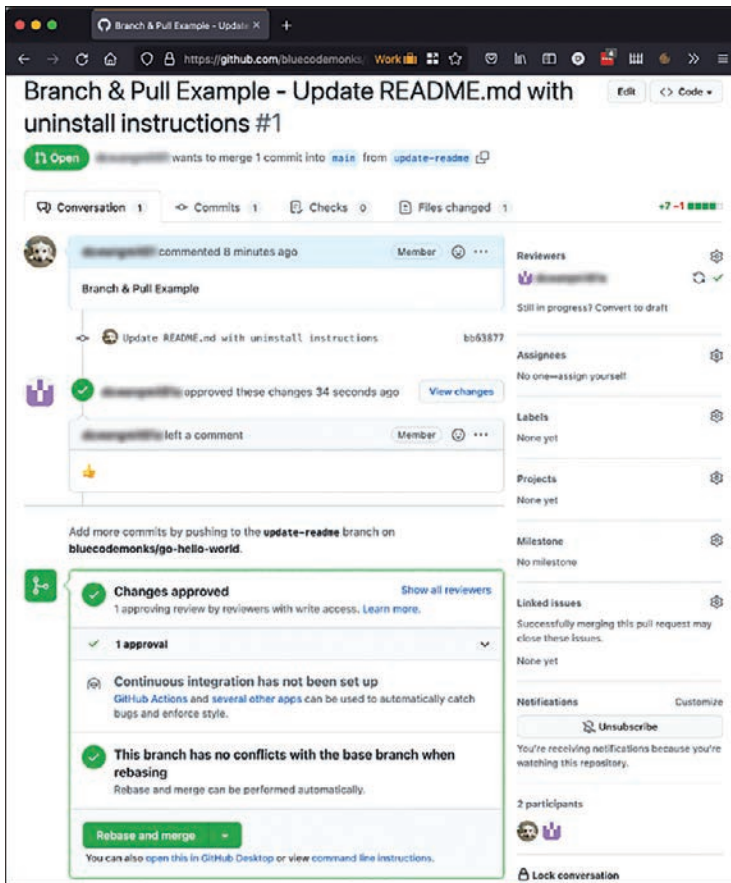 Branch & Pull Example - Update
https://github.com/bluecodemonks/
Work
Branch & Pull Example - Update README.md with
uninstall instructions #1
Edit
<> Code
Open
wants to merge 1 commit into main from update-readme
Conversation 1
Commits 1
Checks 0
Files changed 1
+7 −1
commented 8 minutes ago
Member
Branch & Pull Example
Update README.md with uninstall instructions
bb63877
approved these changes 34 seconds ago
View changes
left a comment
Member
Add more commits by pushing to the update-readme branch on
bluecodemonks/go-hello-world.
Changes approved
Show all reviewers
1 approving review by reviewers with write access. Learn more.
1 approval
Continuous integration has not been set up
GitHub Actions and several other apps can be used to automatically catch
bugs and enforce style.
This branch has no conflicts with the base branch when
rebasing
Rebase and merge can be performed automatically.
Rebase and merge
You can also open this in GitHub Desktop or view command line instructions.
Reviewers
Still in progress? Convert to draft
Assignees
No one—assign yourself
Labels
None yet
Projects
None yet
Milestone
No milestone
Linked issues
Successfully merging this pull request may
close these issues.
None yet
Notifications
Customize
Unsubscribe
You're receiving notifications because you're
watching this repository.
2 participants
Lock conversation